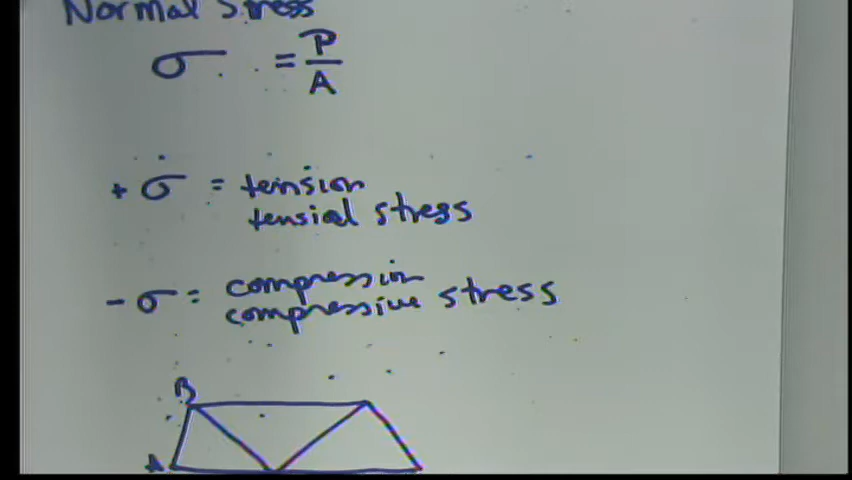 Normal Stress
σ = P/A
+ σ = tension
tensial stress
- σ = compression
compressive stress
B
A